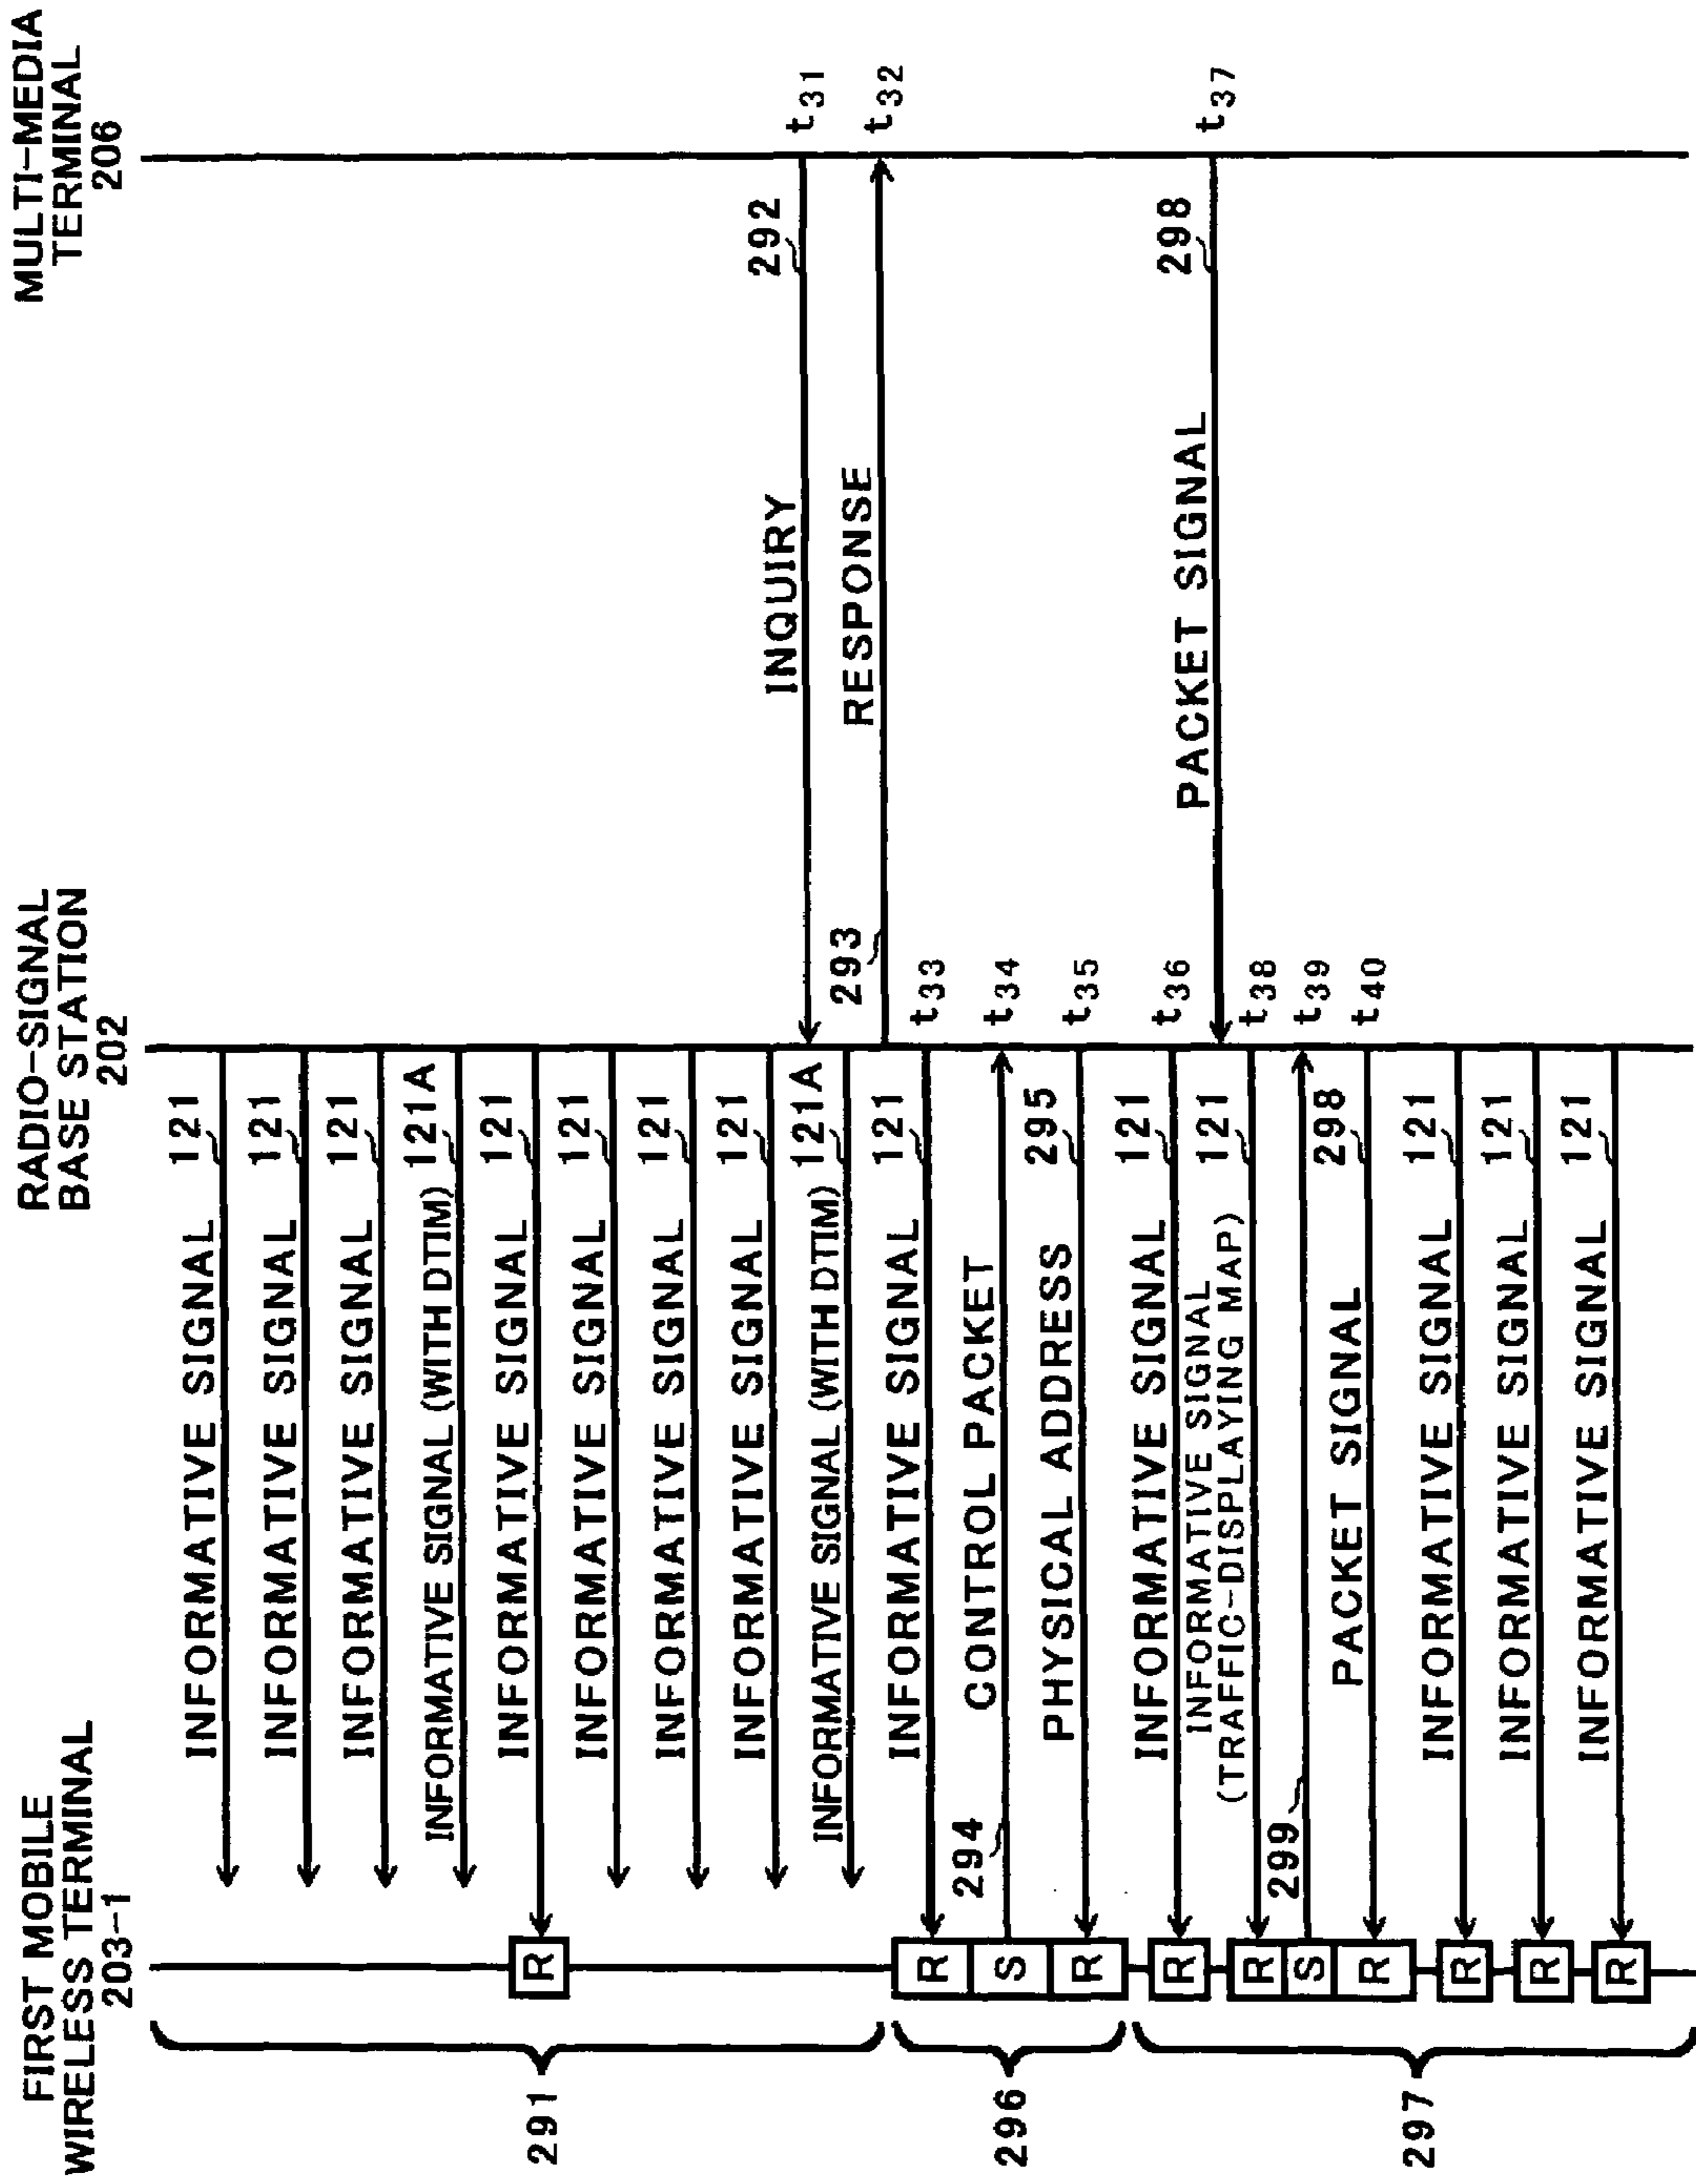 FIRST MOBILE
WIRELESS TERMINAL
203-1
RADIO-SIGNAL
BASE STATION
202
MULTI-MEDIA
TERMINAL
206
INFORMATIVE SIGNAL 121
INFORMATIVE SIGNAL 121
INFORMATIVE SIGNAL 121
INFORMATIVE SIGNAL (WITH DTIM) 121A
R INFORMATIVE SIGNAL 121
INFORMATIVE SIGNAL 121
INFORMATIVE SIGNAL 121
INFORMATIVE SIGNAL 121
291
INQUIRY 292 t31
INFORMATIVE SIGNAL (WITH DTIM) 121A
293 RESPONSE t32
R INFORMATIVE SIGNAL 121 t33
S 294 CONTROL PACKET t34
R PHYSICAL ADDRESS 295 t35
296
R INFORMATIVE SIGNAL 121 t36
PACKET SIGNAL 298 t37
R INFORMATIVE SIGNAL 121 t38
(TRAFFIC-DISPLAYING MAP)
S 299 t39
R PACKET SIGNAL 298 t40
R INFORMATIVE SIGNAL 121
R INFORMATIVE SIGNAL 121
R INFORMATIVE SIGNAL 121
297